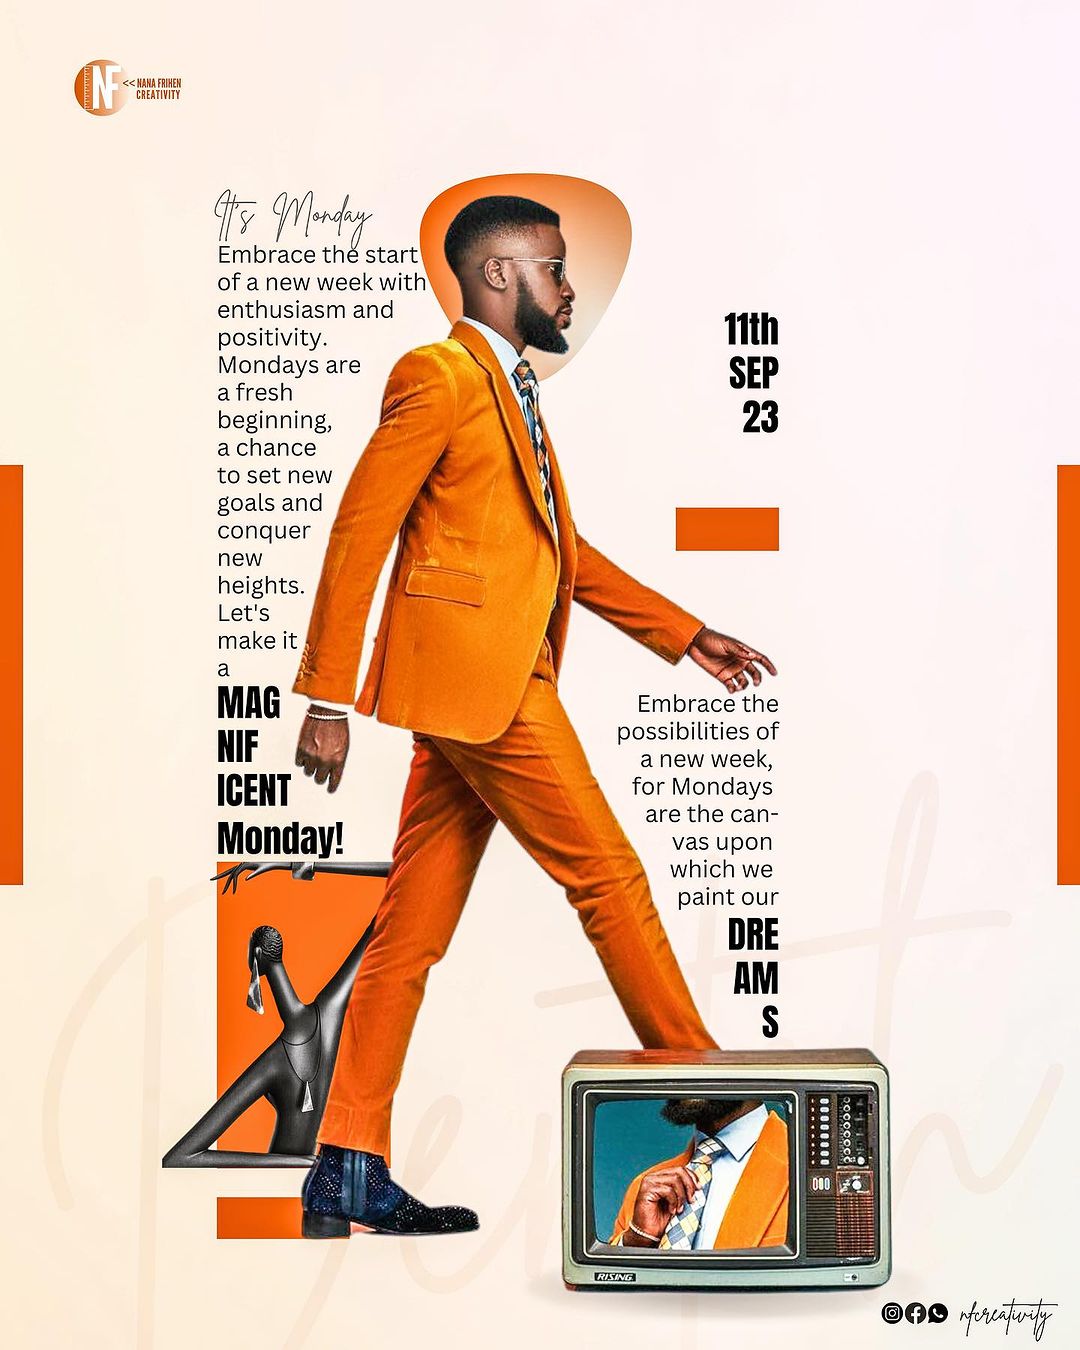 NF << NANA FRIHEN
CREATIVITY
It's Monday
Embrace the start
of a new week with
enthusiasm and
positivity.
Mondays are
a fresh
beginning,
a chance
to set new
goals and
conquer
new
heights.
Let's
make it
a
MAG
NIF
ICENT
Monday!
11th
SEP
23
Embrace the
possibilities of
a new week,
for Mondays
are the can-
vas upon
which we
paint our
DRE
AM
S
RISING
nfcreativity